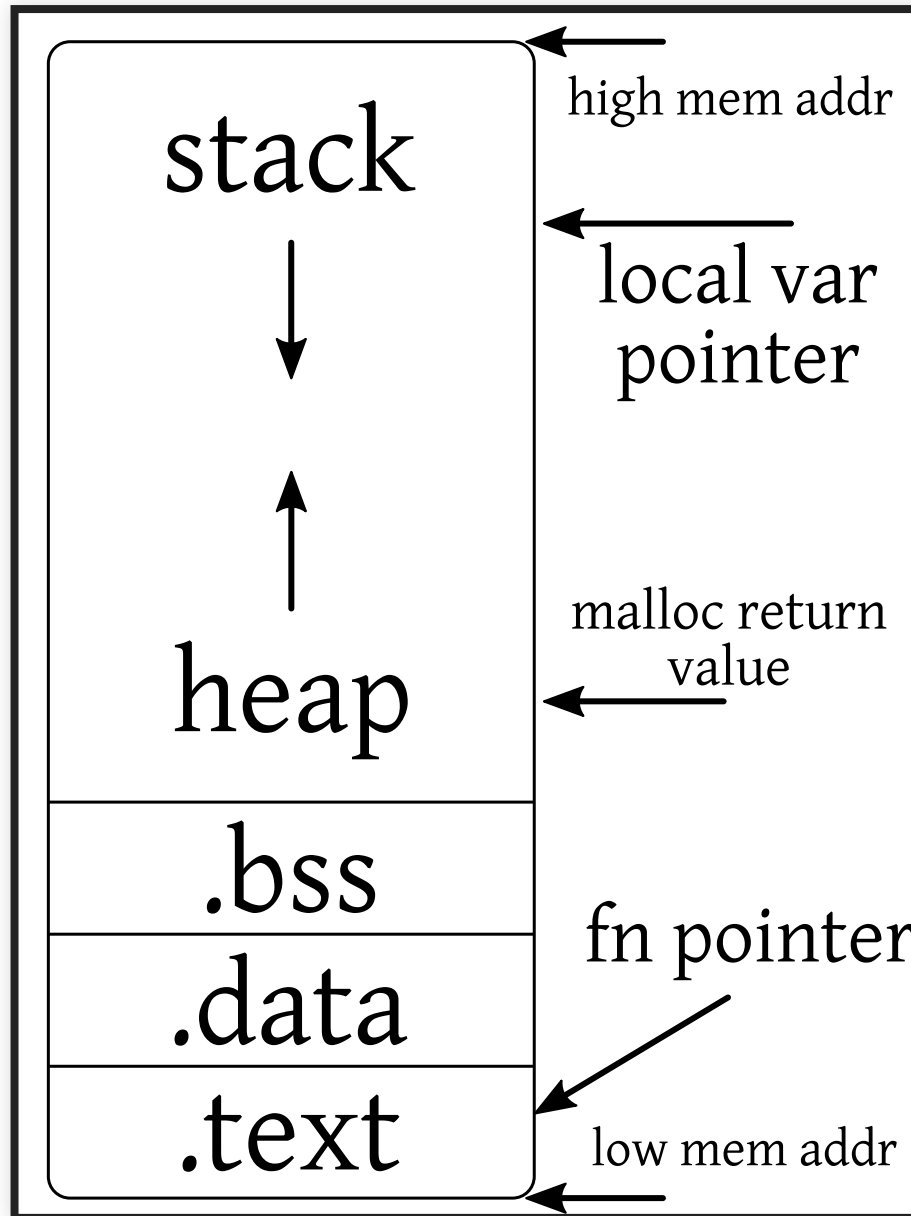 stack
high mem addr
local var
pointer
malloc return
value
heap
.bss
fn pointer
.data
.text
low mem addr